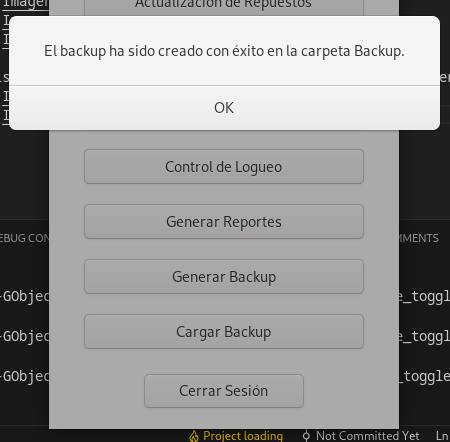 Imagen
Actualización de Repuestos
El backup ha sido creado con éxito en la carpeta Backup.
OK
Control de Logueo
Generar Reportes
EBUG CON
MMENTS
Generar Backup
-GObjec
e_toggl
Cargar Backup
-GObjec
e_toggl
-GObjec
_toggle
Cerrar Sesión
Project loading
Not Committed Yet
Ln